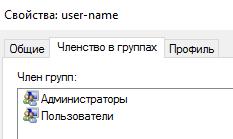 Свойства: user-name
Общие Членство в группах Профиль
Член групп:
Администраторы
Пользователи